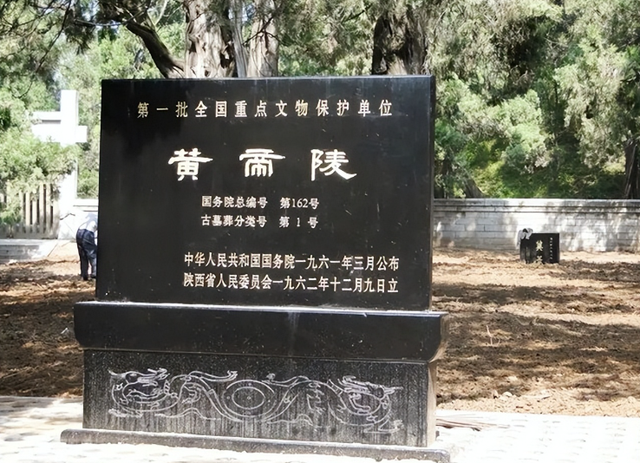 第一批全国重点文物保护单位
黄帝陵
国务院总编号 第162号
古墓葬分类号 第1号
中华人民共和国国务院一九六一年三月公布
陕西省人民委员会一九六二年十二月九日立